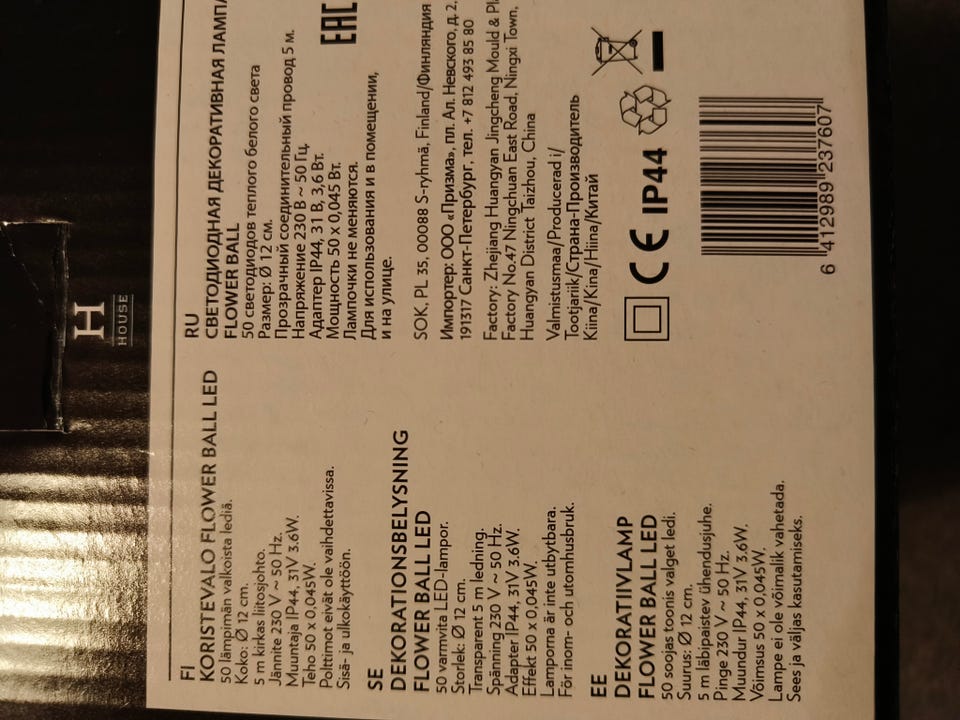 H
HOUSE
FI
KORISTEVALO FLOWER BALL LED
50 lämpimän valkoista lediä.
Koko: Ø 12 cm.
5 m kirkas liitosjohto.
Jännite 230 V ~ 50 Hz.
Muuntaja IP44, 31V 3.6W.
Teho 50 x 0,045W.
Polttimot eivät ole vaihdettavissa.
Sisä- ja ulkokäyttöön.
SE
DEKORATIONSBELYSNING
FLOWER BALL LED
50 varmvita LED-lampor.
Storlek: Ø 12 cm.
Transparent 5 m ledning.
Spänning 230 V ~ 50 Hz.
Adapter IP44, 31V 3.6W.
Effekt 50 x 0,045W.
Lamporna är inte utbytbara.
För inom- och utomhusbruk.
EE
DEKORATIIVLAMP
FLOWER BALL LED
50 soojas toonis valget ledi.
Suurus: Ø 12 cm.
5 m läbipaistev ühendusjuhe.
Pinge 230 V ~ 50 Hz.
Muundur IP44, 31V 3.6W.
Võimsus 50 x 0,045W.
Lampe ei ole võimalik vahetada.
Sees ja väljas kasutamiseks.
RU
СВЕТОДИОДНАЯ ДЕКОРАТИВНАЯ ЛАМПА
FLOWER BALL
50 светодиодов теплого белого света
Размер: Ø 12 см.
Прозрачный соединительный провод 5 м.
Напряжение 230 В ~ 50 Гц.
Адаптер IP44, 31 В, 3,6 Вт.
Мощность 50 x 0,045 Вт.
Лампочки не меняются.
Для использования и в помещении,
и на улице.
EAC
SOK, PL 35, 00088 S-ryhmä, Finland/Финляндия
Импортер: ООО «Призма», пл. Ал. Невского, д. 2,
191317 Санкт-Петербург, тел. +7 812 493 85 80
Factory: Zhejiang Huangyan Jingcheng Mould &
Factory No.47 Ningchuan East Road, Ningxi Town,
Huangyan District Taizhou, China
Valmistusmaa/Producerad i/
Tootjariik/Страна-Производитель
Kiina/Kina/Hiina/Китай
CE IP44
6 412989 237607